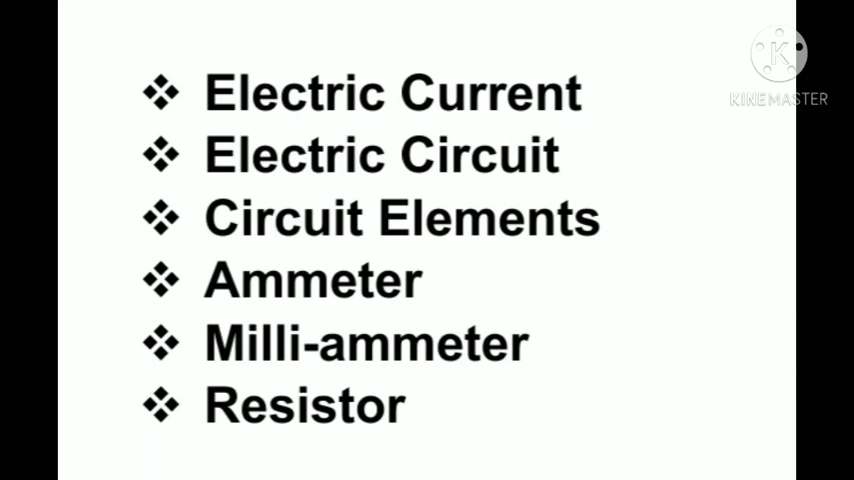 ❖ Electric Current
❖ Electric Circuit
❖ Circuit Elements
❖ Ammeter
❖ Milli-ammeter
❖ Resistor
K
KINEMASTER